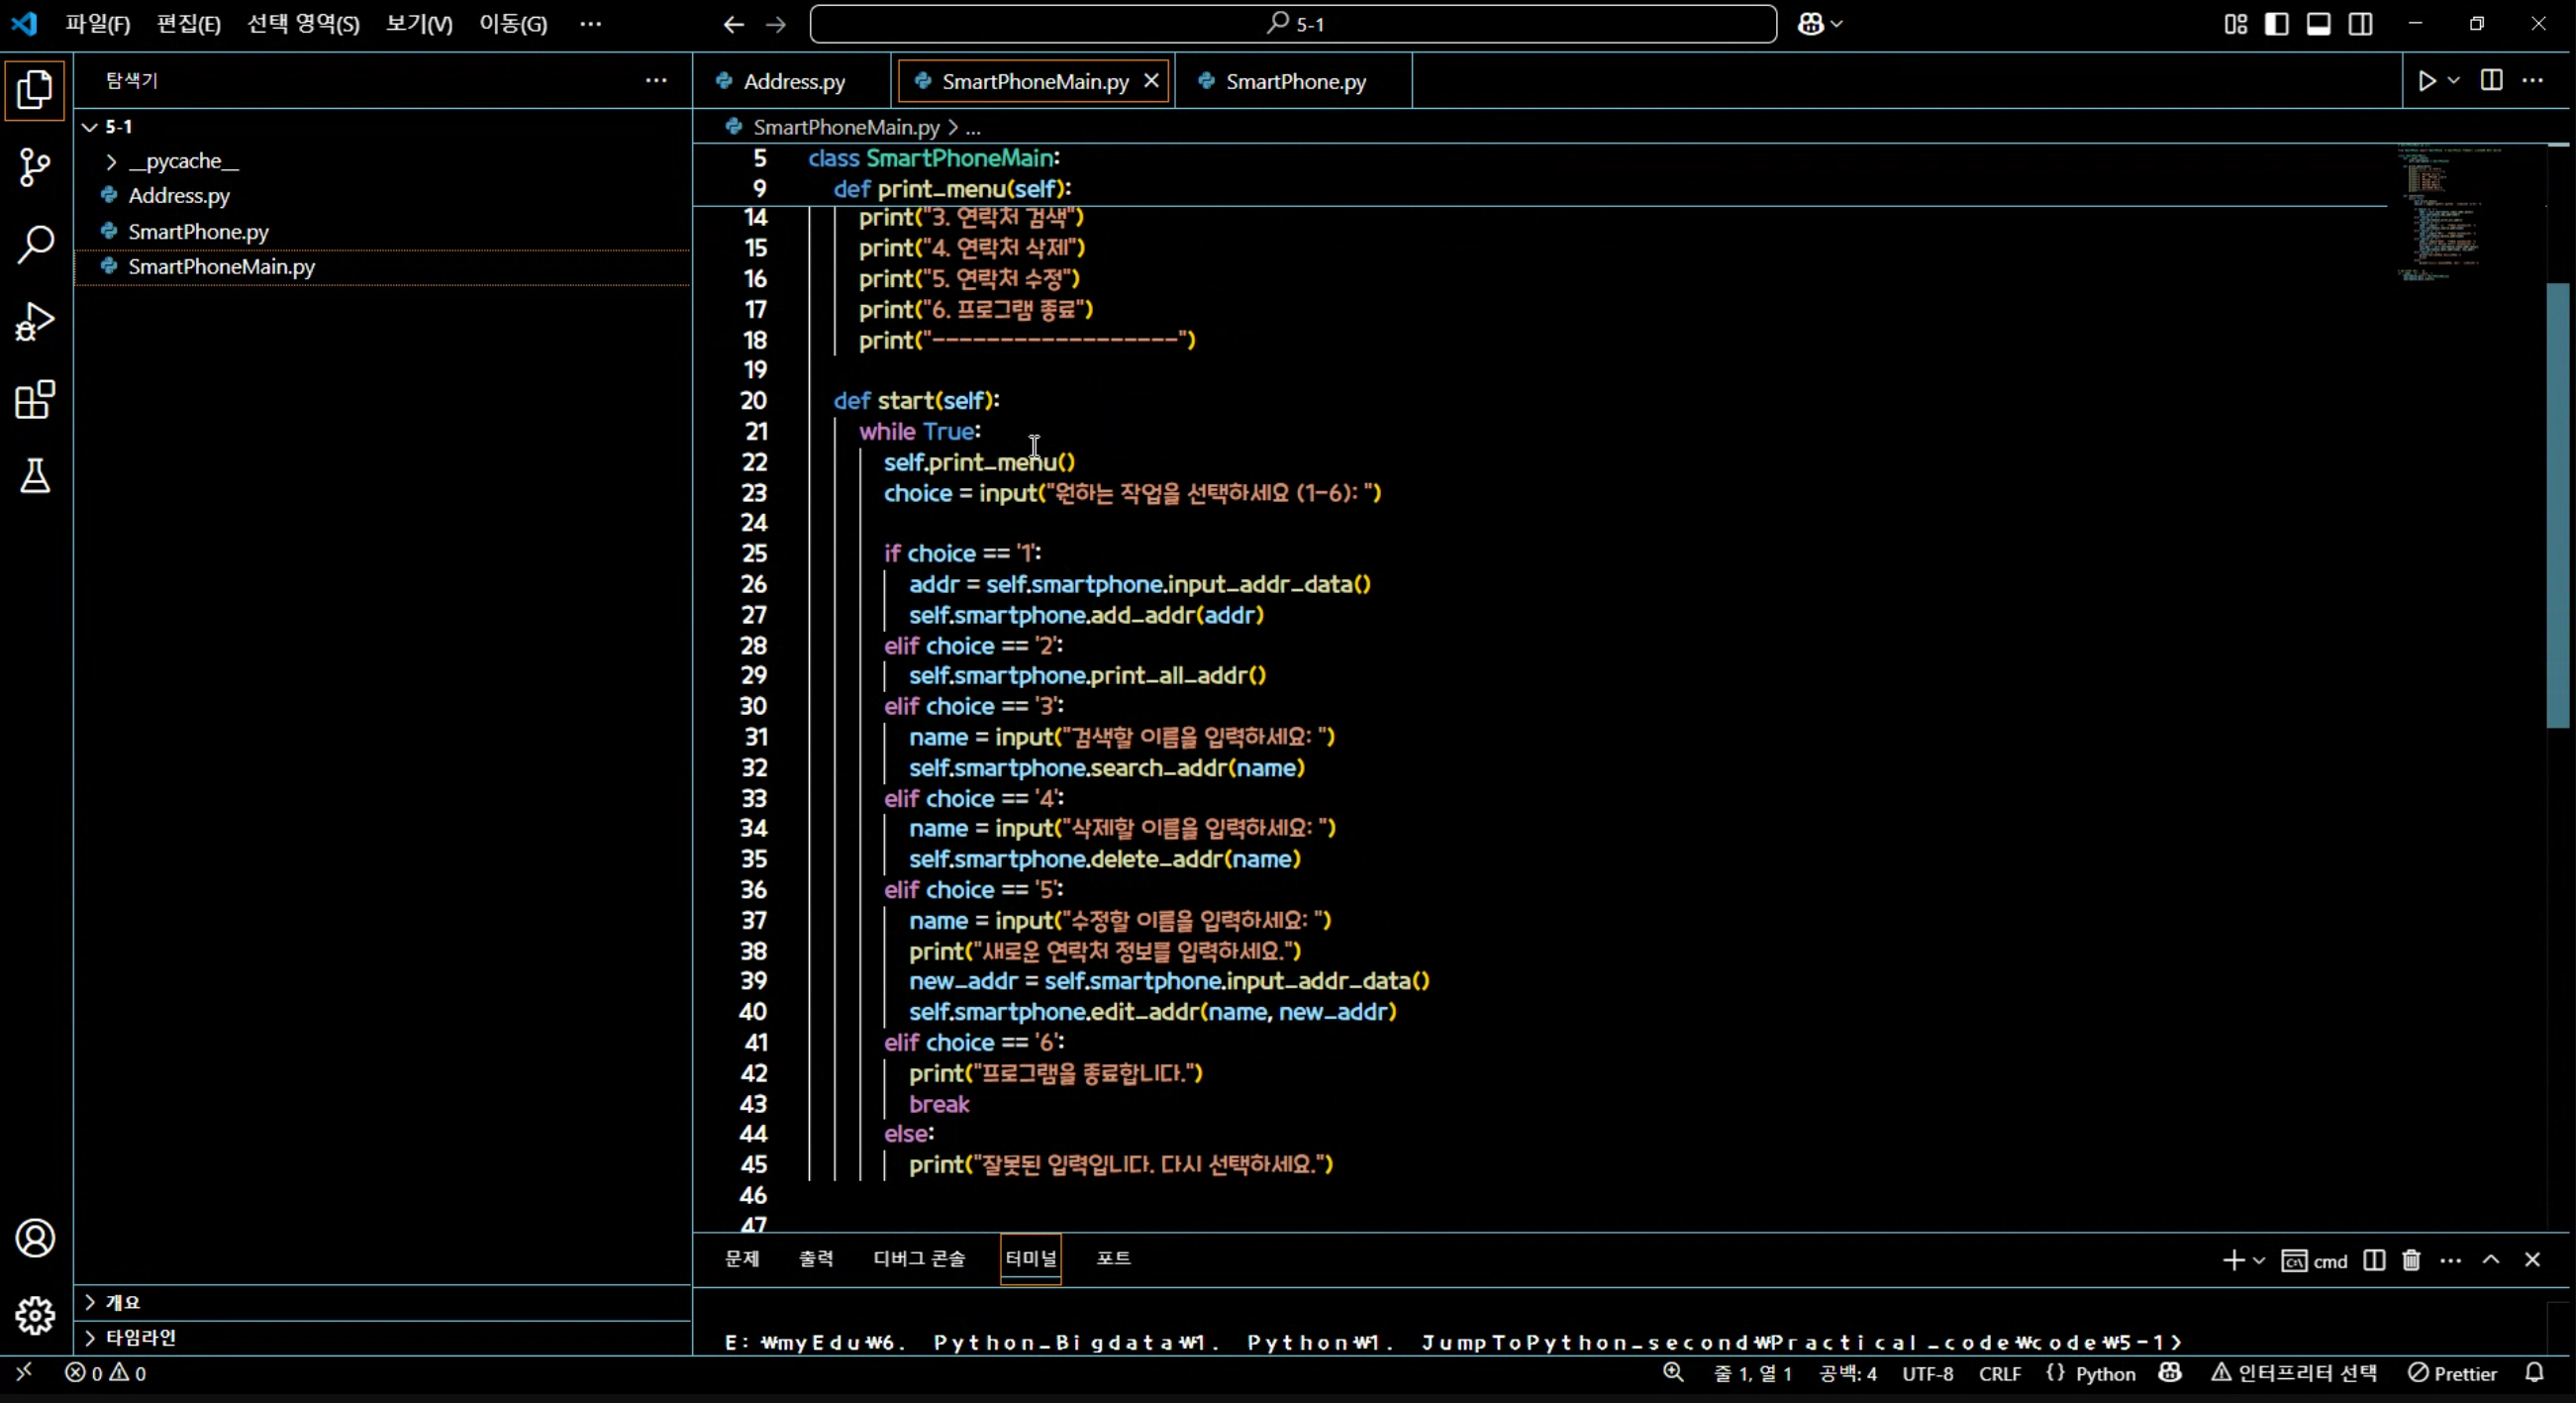 파일(F) 편집(E) 선택 영역(S) 보기(V) 이동(G) ...
5-1
탐색기
5-1
__pycache__
Address.py
SmartPhone.py
SmartPhoneMain.py
개요
타임라인
Address.py SmartPhoneMain.py SmartPhone.py
SmartPhoneMain.py > ...
5 class SmartPhoneMain:
9 def print_menu(self):
14 print("3. 연락처 검색")
15 print("4. 연락처 삭제")
16 print("5. 연락처 수정")
17 print("6. 프로그램 종료")
18 print("------------------")
19
20 def start(self):
21 while True:
22 self.print_menu()
23 choice = input("원하는 작업을 선택하세요 (1-6): ")
24
25 if choice == '1':
26 addr = self.smartphone.input_addr_data()
27 self.smartphone.add_addr(addr)
28 elif choice == '2':
29 self.smartphone.print_all_addr()
30 elif choice == '3':
31 name = input("검색할 이름을 입력하세요: ")
32 self.smartphone.search_addr(name)
33 elif choice == '4':
34 name = input("삭제할 이름을 입력하세요: ")
35 self.smartphone.delete_addr(name)
36 elif choice == '5':
37 name = input("수정할 이름을 입력하세요: ")
38 print("새로운 연락처 정보를 입력하세요.")
39 new_addr = self.smartphone.input_addr_data()
40 self.smartphone.edit_addr(name, new_addr)
41 elif choice == '6':
42 print("프로그램을 종료합니다.")
43 break
44 else:
45 print("잘못된 입력입니다. 다시 선택하세요.")
46
47
문제 출력 디버그 콘솔 터미널 포트
cmd
E:₩myEdu₩6. Python_Bigdata₩1. Python₩1. JumpToPython_second₩Practical_code₩code₩5-1>
0 0 줄 1, 열 1 공백: 4 UTF-8 CRLF {} Python 인터프리터 선택 Prettier